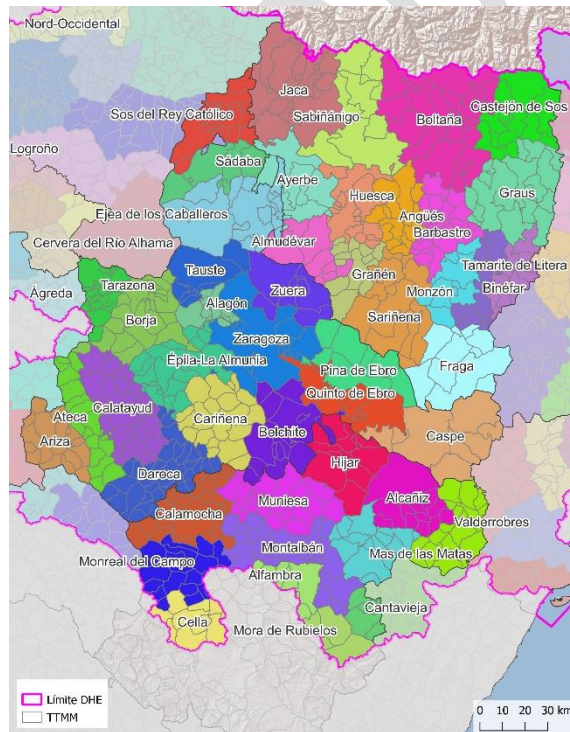 Nord-Occidental
Jaca
Sabiñánigo
Castejón de Sos
Boltaña
Sos del Rey Católico
Logroño
Sádaba
Ayerbe
Huesca
Graus
Angüés
Ejea de los Caballeros
Barbastro
Cervera del Río Alhama
Almudévar
Tamarite de Litera
Tauste
Grañén
Tarazona
Zuera
Monzón
Binéfar
Ágreda
Alagón
Borja
Sariñena
Zaragoza
Épila-La Almunia
Pina de Ebro
Fraga
Quinto de Ebro
Ateca
Calatayud
Cariñena
Ariza
Belchite
Caspe
Daroca
Hijar
Muniesa
Alcañiz
Calamocha
Valderrobres
Montalbán
Mas de las Matas
Monreal del Campo
Alfambra
Cantavieja
Cella
Mora de Rubielos
Límite DHE
TTMM
0 10 20 30 km